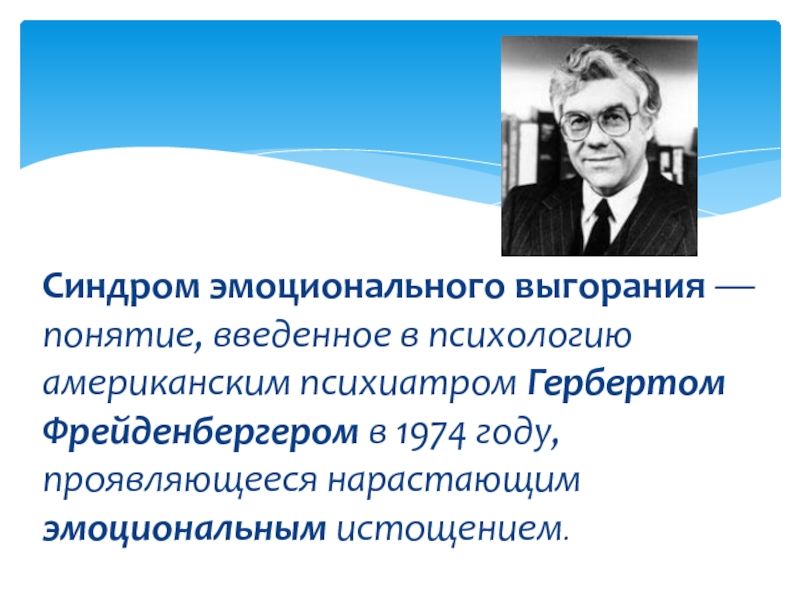 Синдром эмоционального выгорания —
понятие, введенное в психологию
американским психиатром Гербертом
Фрейденбергером в 1974 году,
проявляющееся нарастающим
эмоциональным истощением.